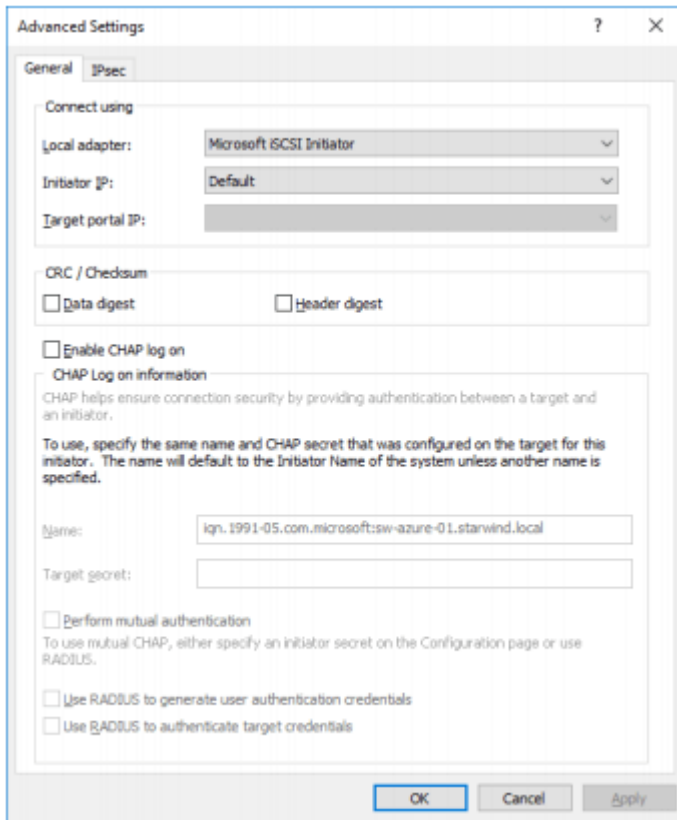 Advanced Settings
General IPsec
Connect using
Local adapter: Microsoft iSCSI Initiator
Initiator IP: Default
Target portal IP:
CRC / Checksum
Data digest Header digest
Enable CHAP log on
CHAP Log on information
CHAP helps ensure connection security by providing authentication between a target and
an initiator.
To use, specify the same name and CHAP secret that was configured on the target for this
initiator. The name will default to the Initiator Name of the system unless another name is
specified.
Name: iqn.1991-05.com.microsoft:sw-azure-01.starwind.local
Target secret:
Perform mutual authentication
To use mutual CHAP, either specify an initiator secret on the Configuration page or use
RADIUS.
Use RADIUS to generate user authentication credentials
Use RADIUS to authenticate target credentials
OK Cancel Apply